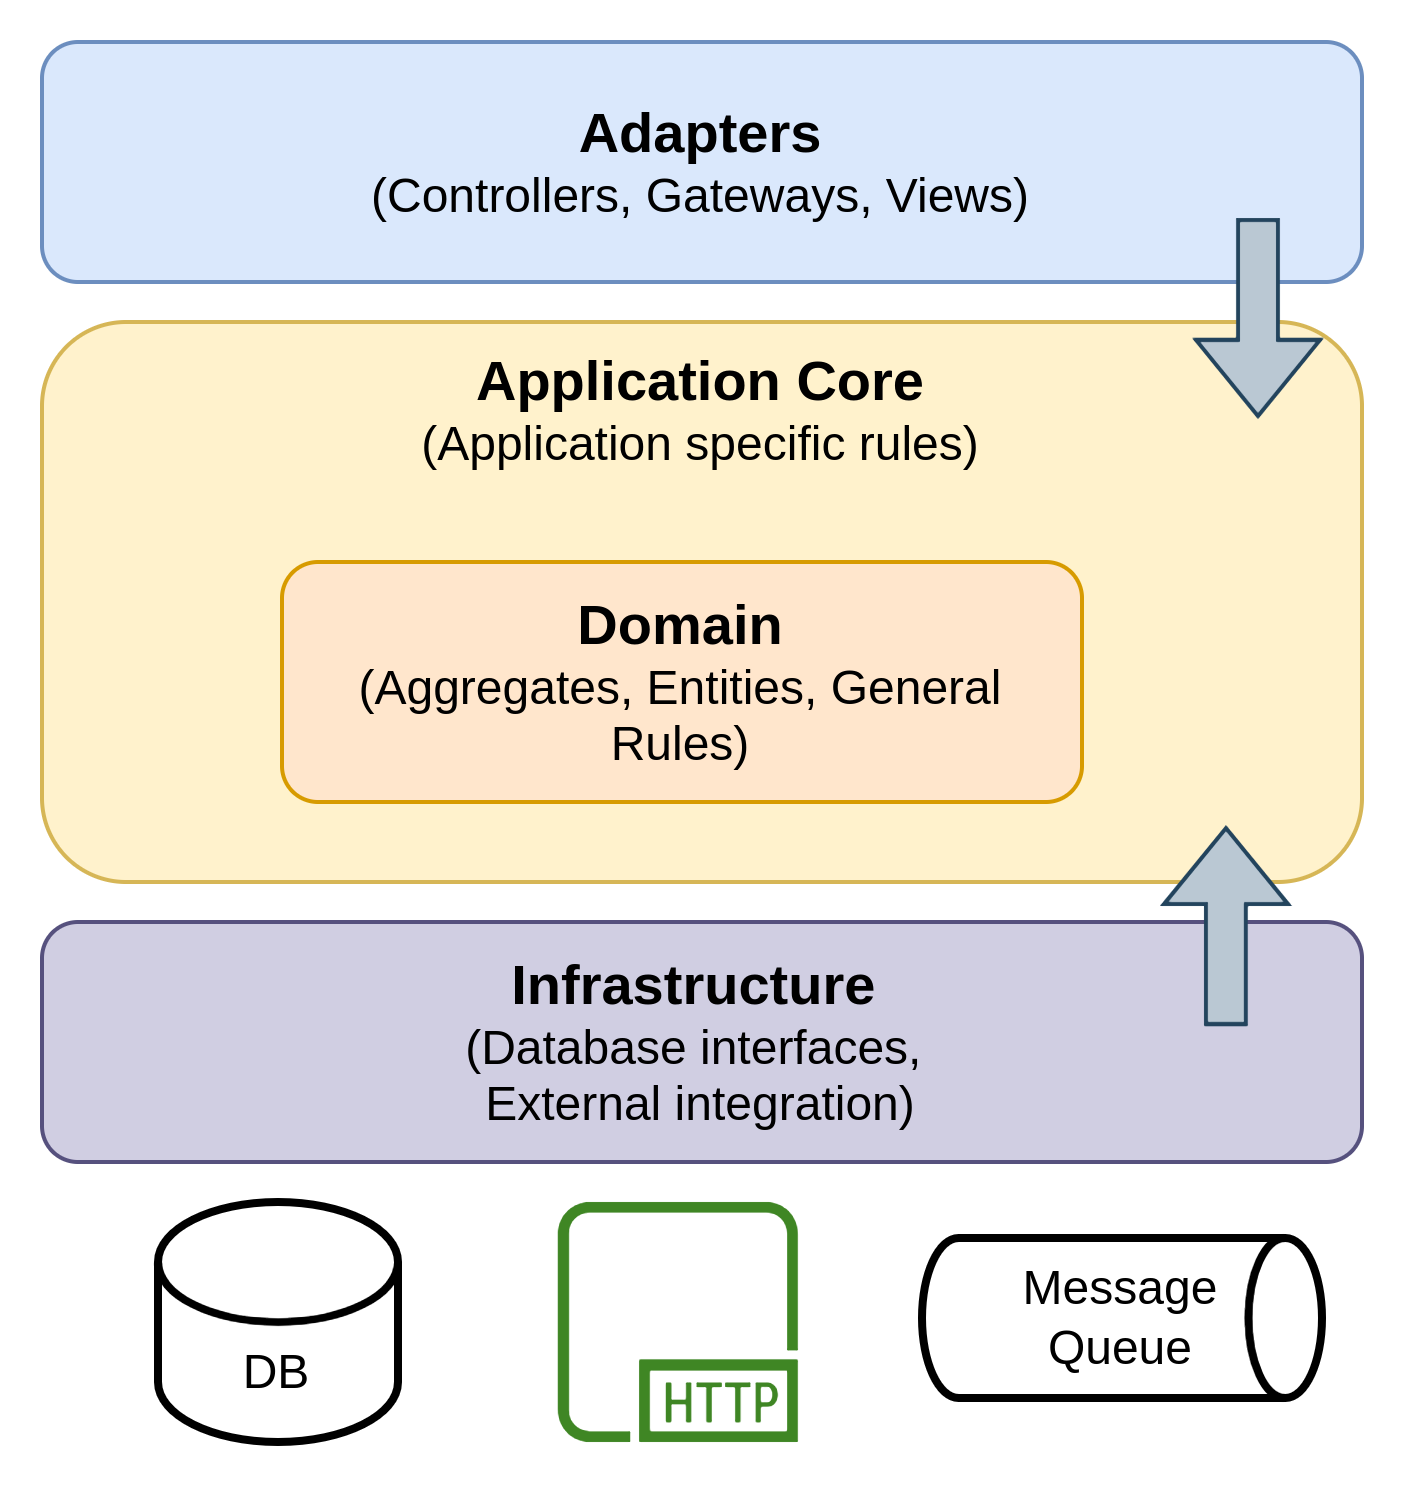 Adapters
(Controllers, Gateways, Views)
Application Core
(Application specific rules)
Domain
(Aggregates, Entities, General
Rules)
Infrastructure
(Database interfaces,
External integration)
DB
HTTP
Message
Queue